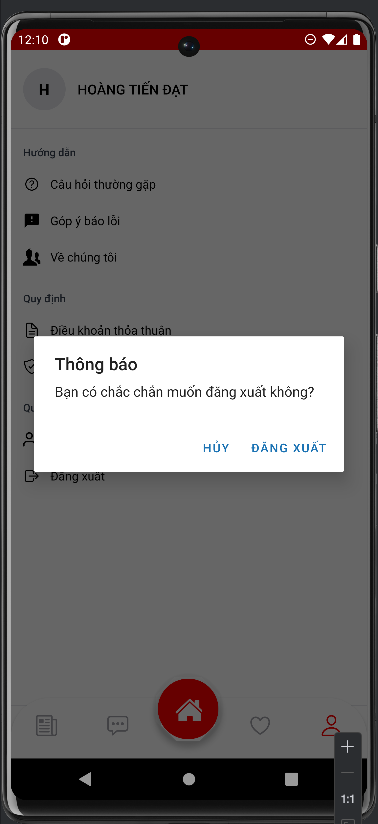 12:10
H
HOÀNG TIẾN ĐẠT
Hướng dẫn
Câu hỏi thường gặp
Góp ý báo lỗi
Về chúng tôi
Quy định
Điều khoản thỏa thuận
Thông báo
Bạn có chắc chắn muốn đăng xuất không?
Qu
HỦY ĐĂNG XUẤT
Đăng xuất
1:1